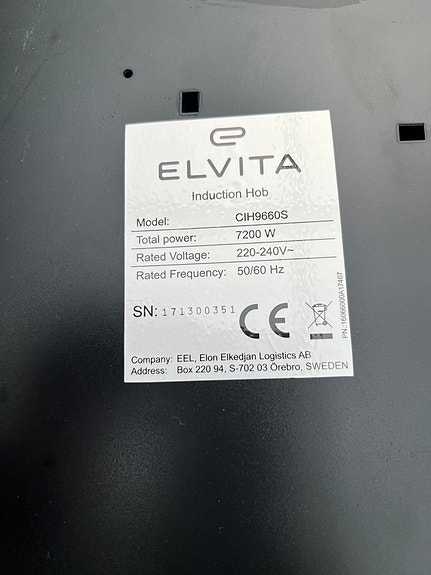 ELVITA
Induction Hob
Model: CIH9660S
Total power: 7200 W
Rated Voltage: 220-240V~
Rated Frequency: 50/60 Hz
SN: 171300351
CE
PN.:16066000A17407
Company: EEL, Elon Elkedjan Logistics AB
Address: Box 220 94, S-702 03 Örebro, SWEDEN